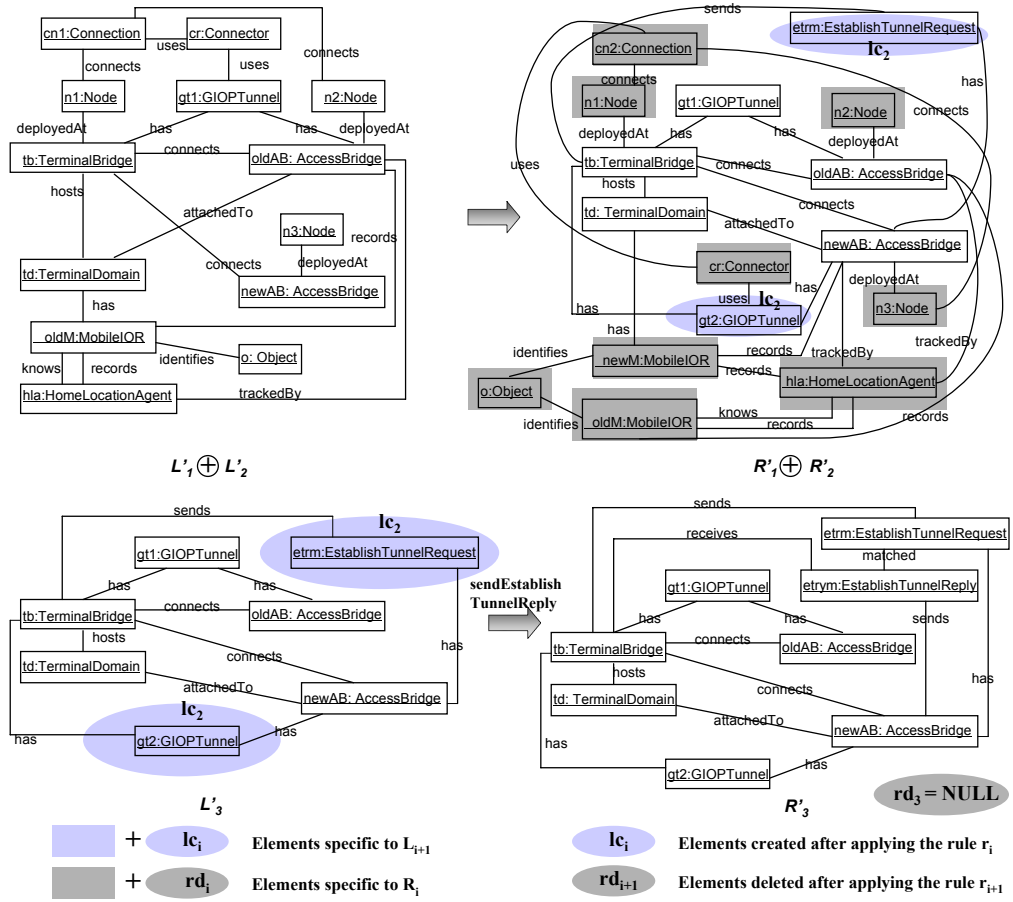 cn1:Connection
cr:Connector
uses
connects
uses
connects
n1:Node
gt1:GIOPTunnel
n2:Node
deployedAt
has
has
deployedAt
tb:TerminalBridge
connects
oldAB: AccessBridge
hosts
attachedTo
n3:Node
records
td:TerminalDomain
connects
deployedAt
newAB: AccessBridge
has
oldM:MobileIOR
identifies
o: Object
knows
records
hla:HomeLocationAgent
trackedBy
L'1 ⊕ L'2
sends
etrm:EstablishTunnelRequest
lc2
cn2:Connection
connects
has
n1:Node
gt1:GIOPTunnel
n2:Node
connects
deployedAt
has
has
deployedAt
uses
tb:TerminalBridge
connects
oldAB: AccessBridge
hosts
connects
td: TerminalDomain
attachedTo
newAB: AccessBridge
cr:Connector
has
deployedAt
uses
lc2
has
gt2:GIOPTunnel
n3:Node
has
identifies
newM:MobileIOR
records
trackedBy
trackedBy
records
hla:HomeLocationAgent
o:Object
identifies
oldM:MobileIOR
knows
records
records
R'1 ⊕ R'2
sends
lc2
gt1:GIOPTunnel
etrm:EstablishTunnelRequest
has
has
tb:TerminalBridge
connects
oldAB: AccessBridge
hosts
connects
has
td:TerminalDomain
attachedTo
newAB: AccessBridge
lc2
has
gt2:GIOPTunnel
has
L'3
sendEstablish
TunnelReply
sends
etrm:EstablishTunnelRequest
receives
matched
gt1:GIOPTunnel
etrym:EstablishTunnelReply
has
has
sends
tb:TerminalBridge
connects
oldAB: AccessBridge
hosts
connects
has
td: TerminalDomain
attachedTo
newAB: AccessBridge
has
gt2:GIOPTunnel
has
R'3
rd3 = NULL
+ lci Elements specific to Li+1
lci Elements created after applying the rule ri
+ rdi Elements specific to Ri
rdi+1 Elements deleted after applying the rule ri+1